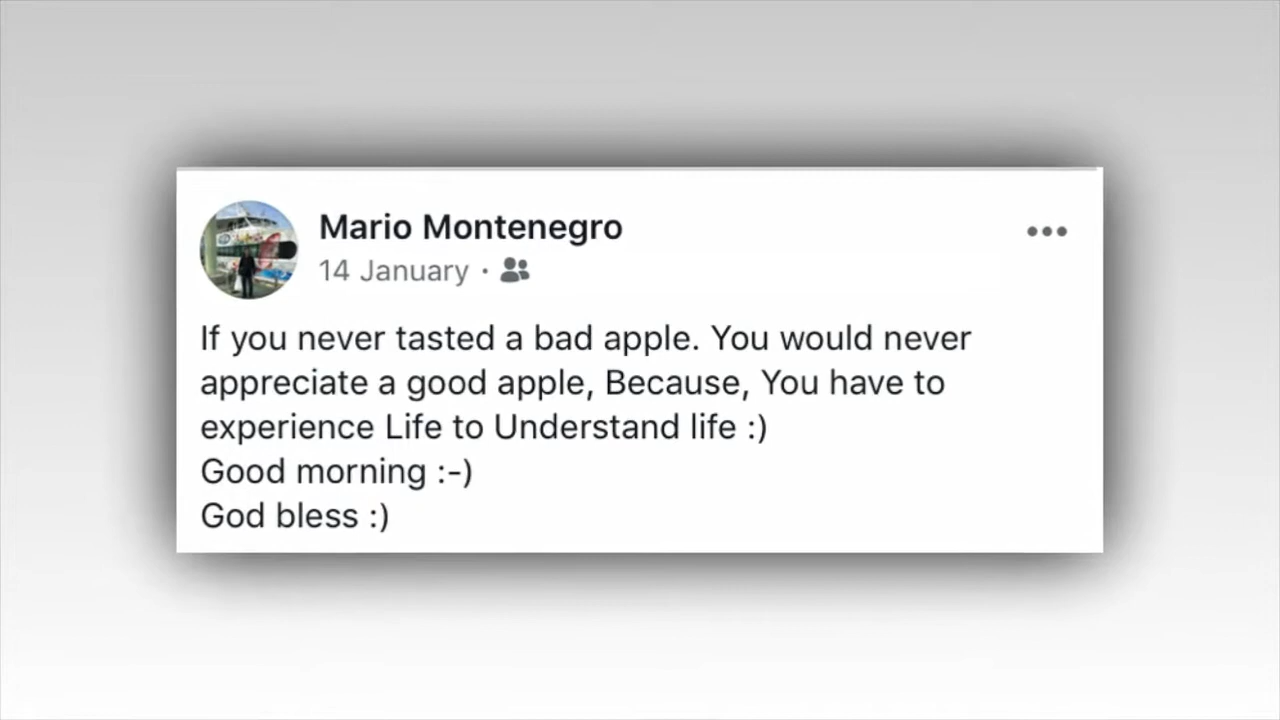 Mario Montenegro
14 January ·
If you never tasted a bad apple. You would never
appreciate a good apple, Because, You have to
experience Life to Understand life :)
Good morning :-)
God bless :)